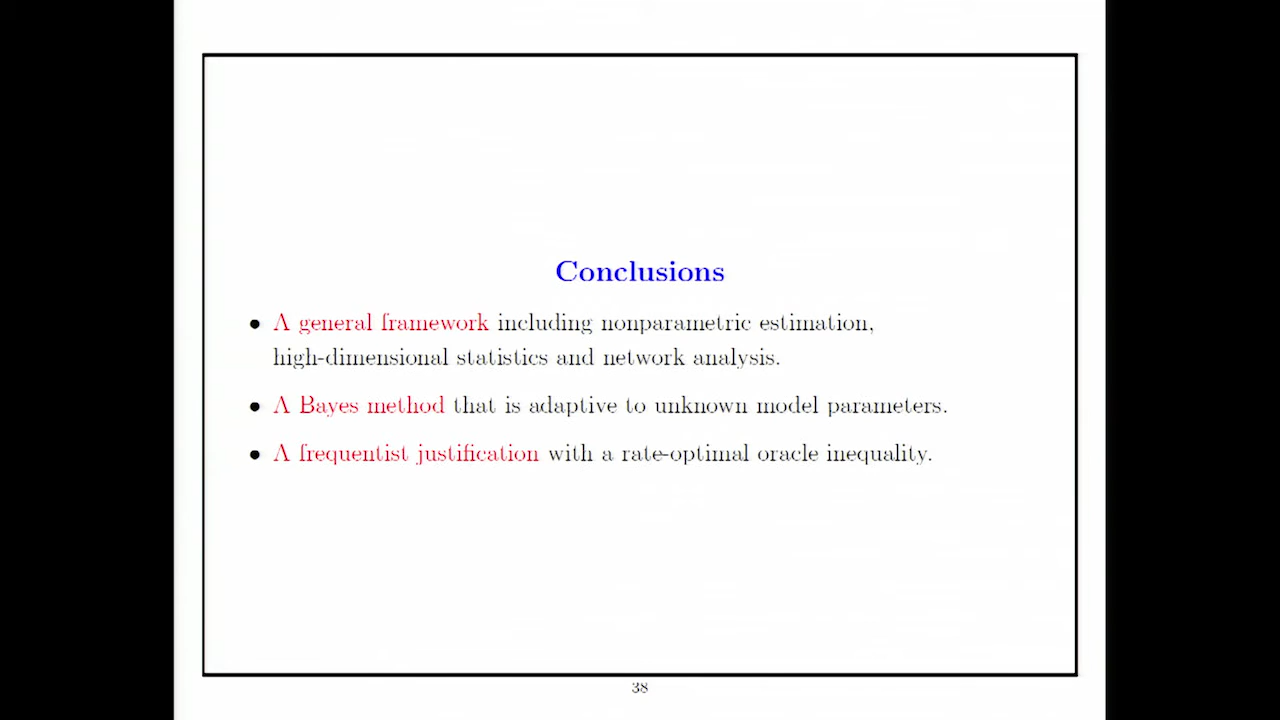 Conclusions
• A general framework including nonparametric estimation,
high-dimensional statistics and network analysis.
• A Bayes method that is adaptive to unknown model parameters.
• A frequentist justification with a rate-optimal oracle inequality.
38